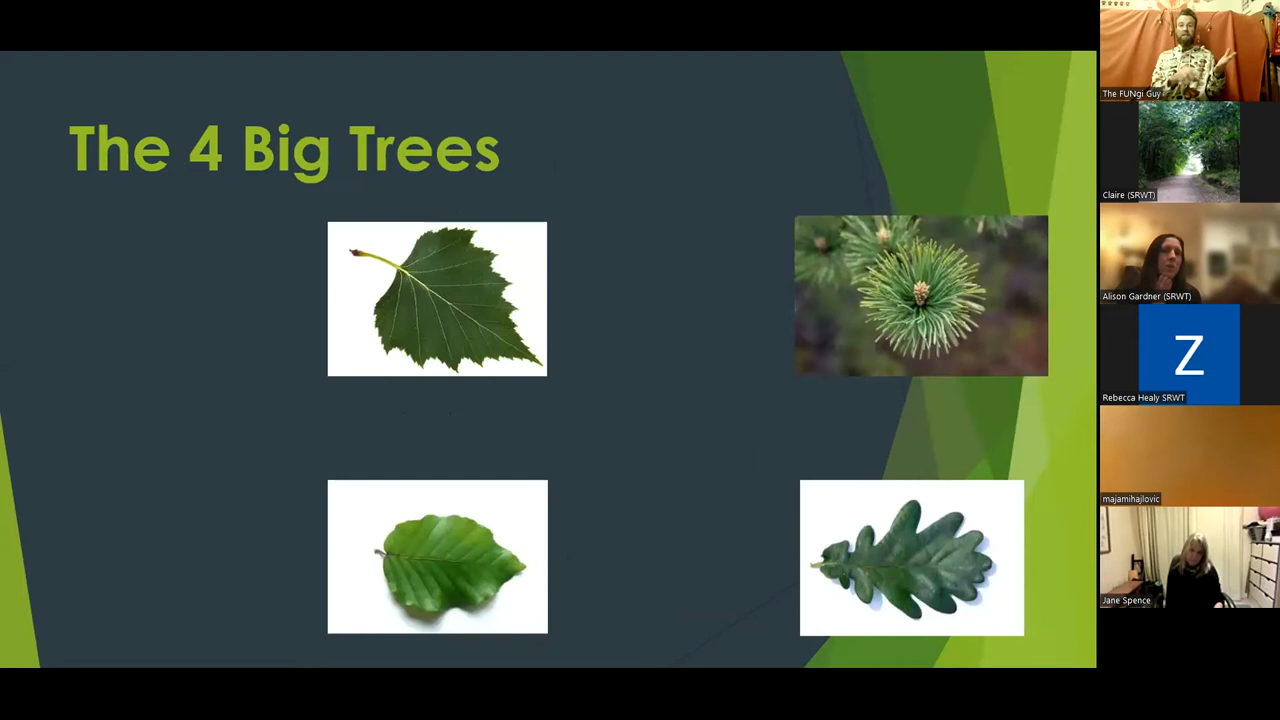 The 4 Big Trees
The FUNgi Guy
Claire (SRWT)
Alison Gardner (SRWT)
Z
Rebecca Healy SRWT
majamihajlovic
Jane Spence